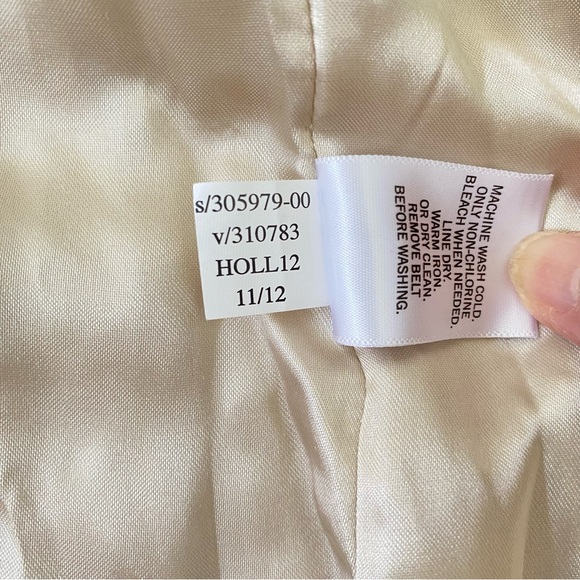 s/305979-00
v/310783
HOLL12
11/12
MACHINE WASH COLD.
ONLY NON-CHLORINE
BLEACH WHEN NEEDED.
LINE DRY.
WARM IRON.
OR DRY CLEAN.
REMOVE BELT
BEFORE WASHING.